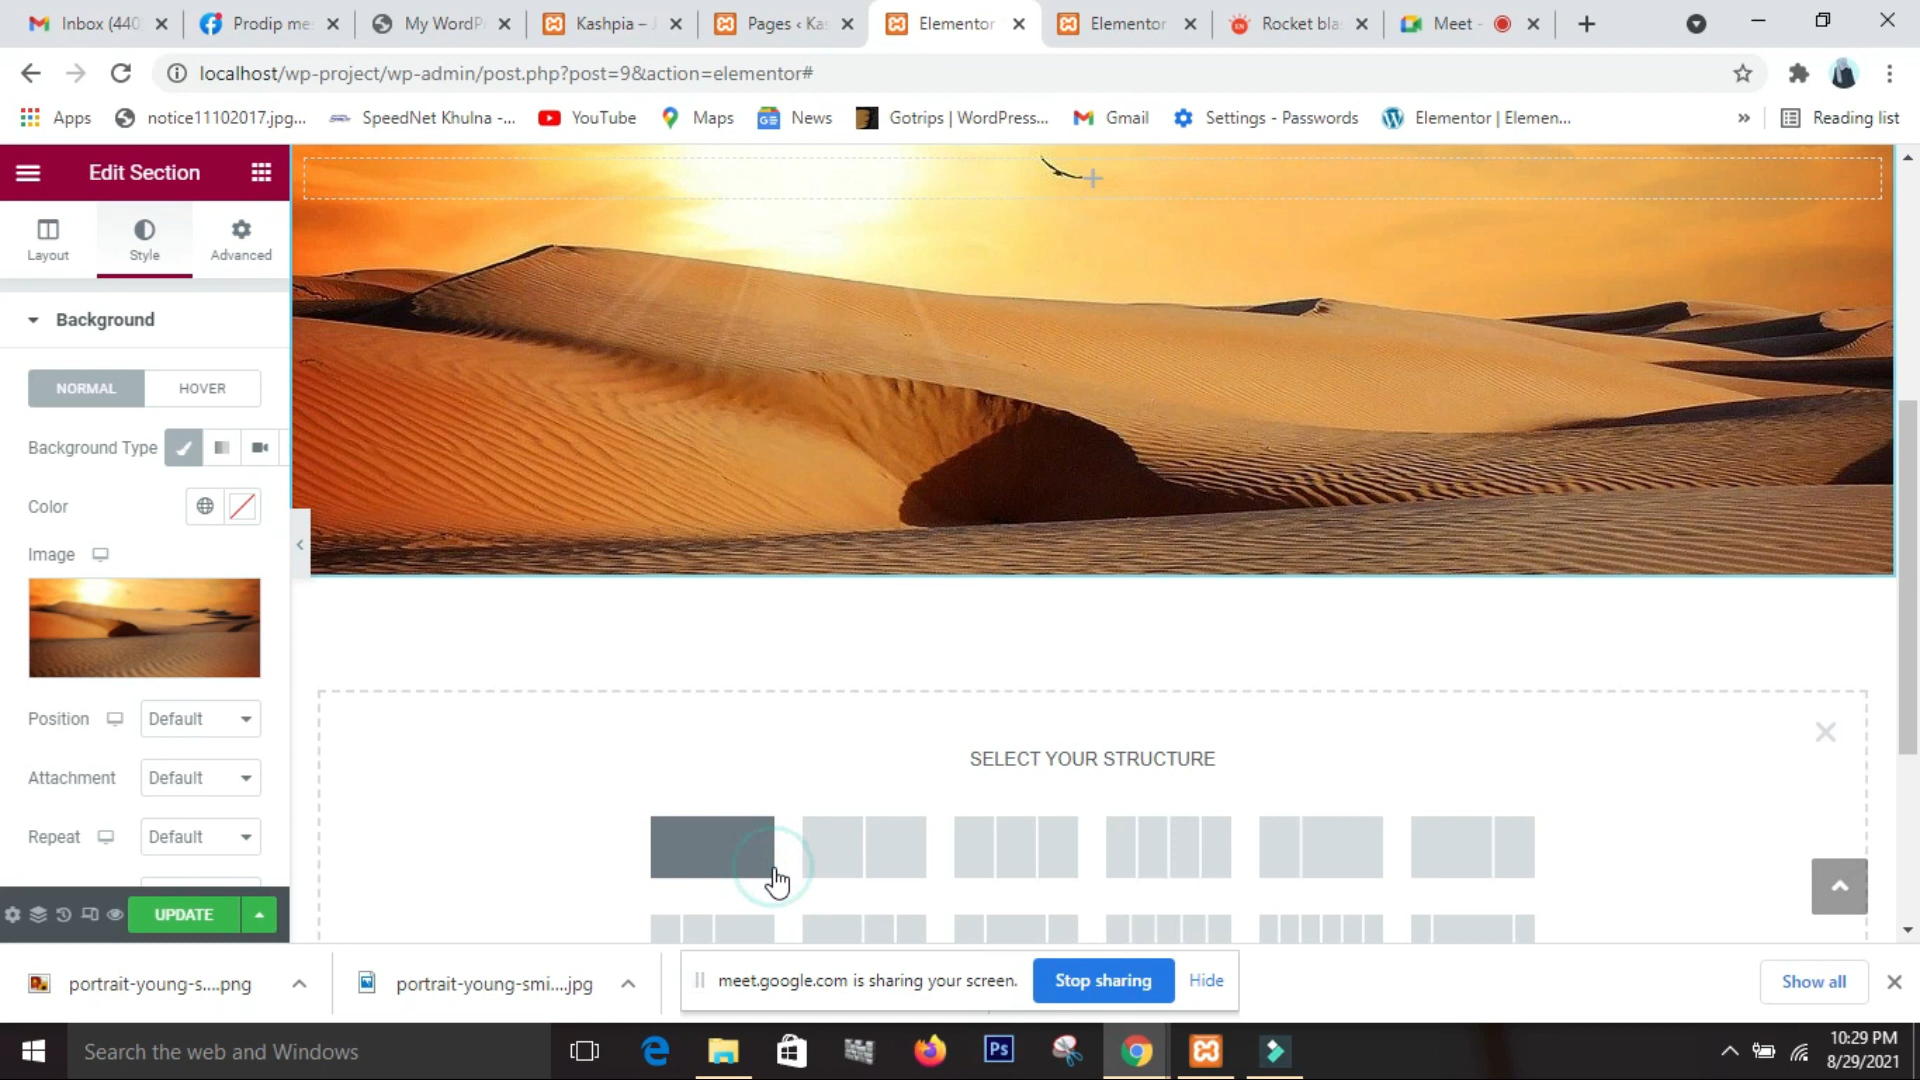 Inbox (440
Prodip me
My WordP
Kashpia –
Pages ‹ Ka
Elementor
Elementor
Rocket bla
Meet -
localhost/wp-project/wp-admin/post.php?post=9&action=elementor#
Apps
notice11102017.jpg...
SpeedNet Khulna -...
YouTube
Maps
News
Gotrips | WordPress...
Gmail
Settings - Passwords
Elementor | Elemen...
»
Reading list
Edit Section
Layout
Style
Advanced
Background
NORMAL
HOVER
Background Type
Color
Image
Position
Default
Attachment
Default
Repeat
Default
UPDATE
SELECT YOUR STRUCTURE
portrait-young-s....png
portrait-young-smi....jpg
meet.google.com is sharing your screen.
Stop sharing
Hide
Show all
Search the web and Windows
Ps
10:29 PM
8/29/2021